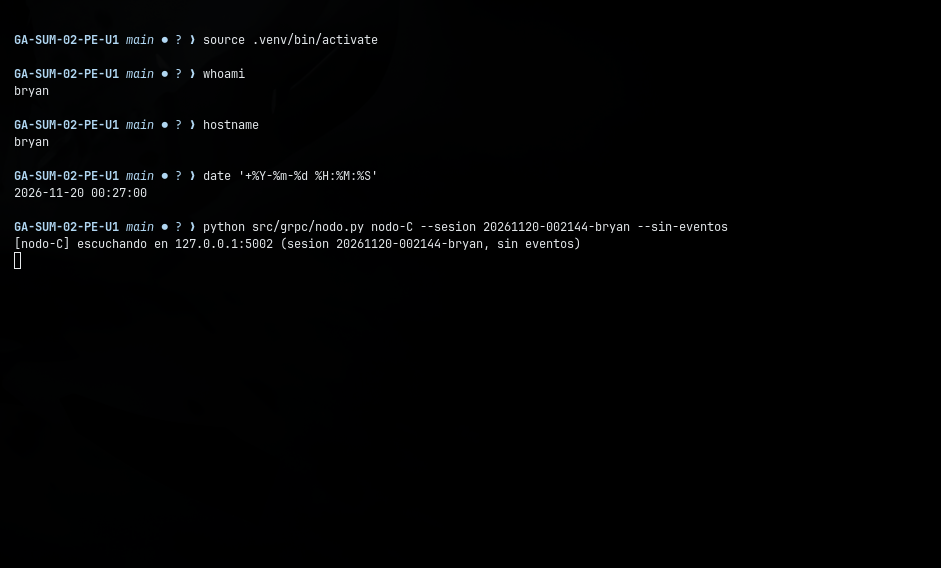 GA-SUM-02-PE-U1 main ● ? ❯ source .venv/bin/activate
GA-SUM-02-PE-U1 main ● ? ❯ whoami
bryan
GA-SUM-02-PE-U1 main ● ? ❯ hostname
bryan
GA-SUM-02-PE-U1 main ● ? ❯ date '+%Y-%m-%d %H:%M:%S'
2026-11-20 00:27:00
GA-SUM-02-PE-U1 main ● ? ❯ python src/grpc/nodo.py nodo-C --sesion 20261120-002144-bryan --sin-eventos
[nodo-C] escuchando en 127.0.0.1:5002 (sesion 20261120-002144-bryan, sin eventos)